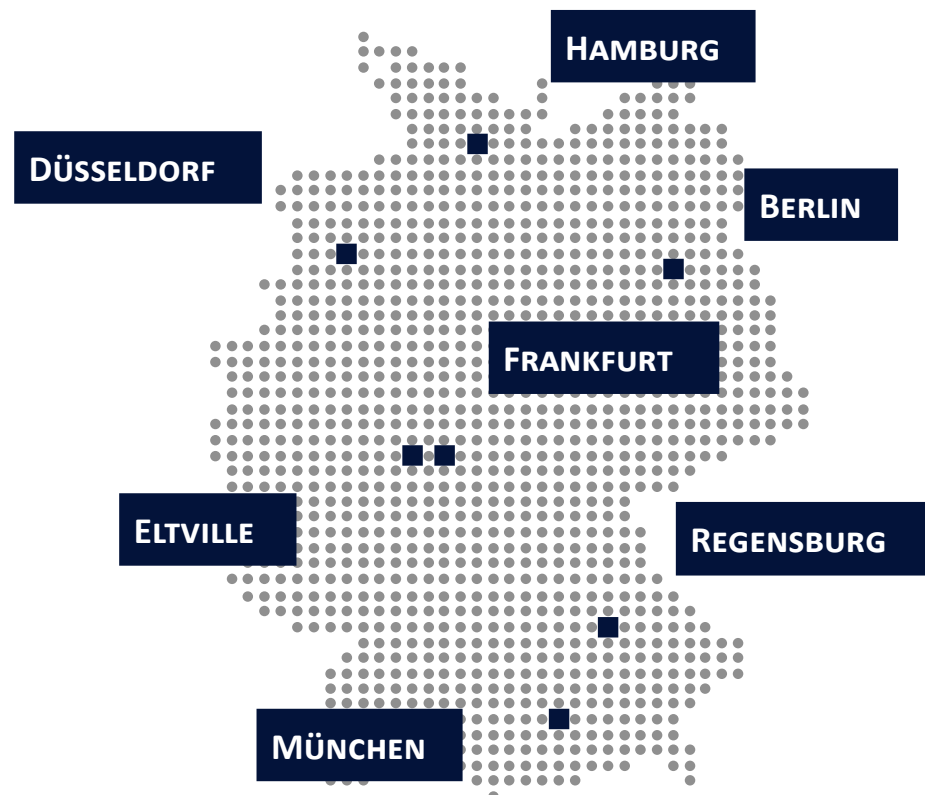 HAMBURG
DÜSSELDORF
BERLIN
FRANKFURT
ELTVILLE
REGENSBURG
MÜNCHEN